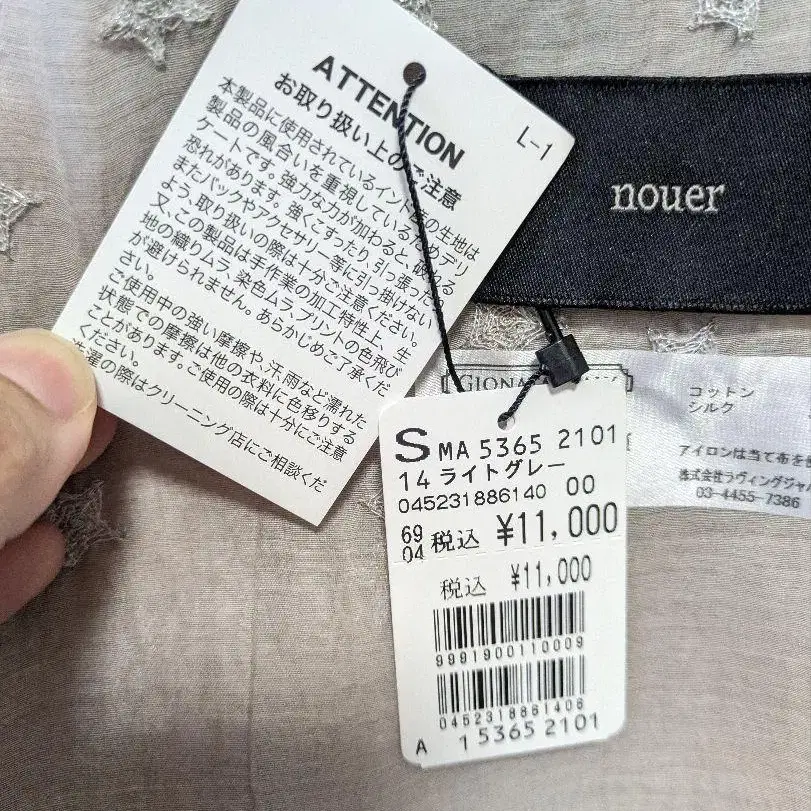 ATTENTION
お取り扱い上のご注意
L-1
本製品に使用されているインド産の生地は
製品の風合いを重視しているためデリ
ケートです。強力な力が加わると、破れる
恐れがあります。強くこすったり、引っ張ったり、
またバックやアクセサリー等に引っ掛けない
よう、取り扱いの際は十分ご注意ください。
又、この製品は手作業の加工特性上、生
地の織りムラ、染色ムラ、プリントの色飛び
が避けられません。あらかじめご了承くだ
さい。
ご使用中の強い摩擦や、汗、雨など濡れた
状態での摩擦は他の衣料に色移りする
ことがあります。ご使用の際は十分にご注意
ください。
洗濯の際はクリーニング店にご相談くだ
nouer
コットン
シルク
アイロンは当て布を
株式会社ラヴィングジャパ
03-4455-7386
S MA 5365 2101
14 ライトグレー
045231886140 00
69
04 税込 ¥11,000
税込 ¥11,000
9991900110009
0452318861406
A 1 5365 2101